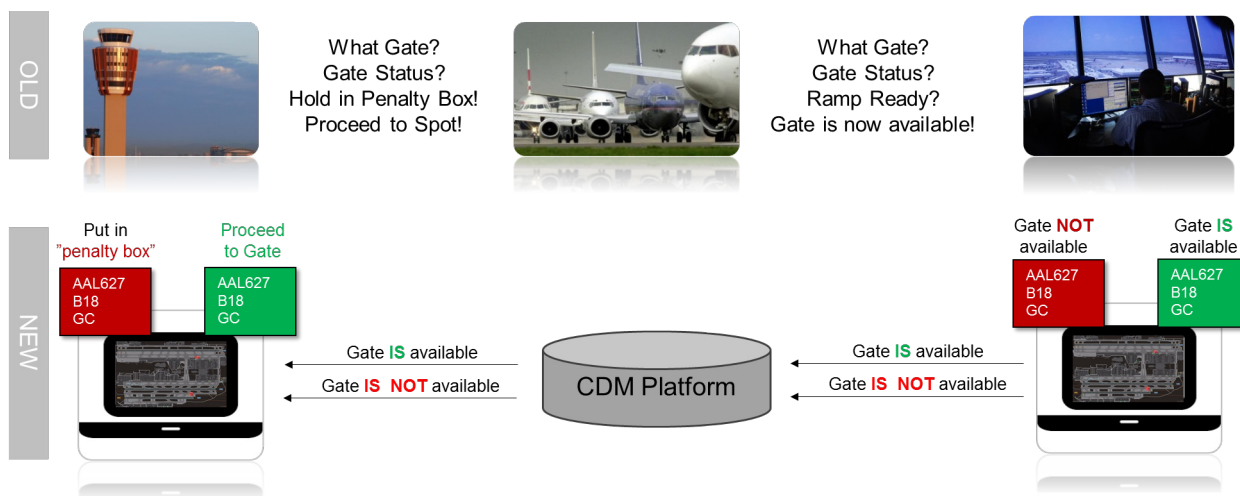 OLD
What Gate?
Gate Status?
Hold in Penalty Box!
Proceed to Spot!
What Gate?
Gate Status?
Ramp Ready?
Gate is now available!
NEW
Put in
”penalty box”
AAL627
B18
GC
Proceed
to Gate
AAL627
B18
GC
Gate IS available
Gate IS NOT available
CDM Platform
Gate IS available
Gate IS NOT available
Gate NOT
available
AAL627
B18
GC
Gate IS
available
AAL627
B18
GC